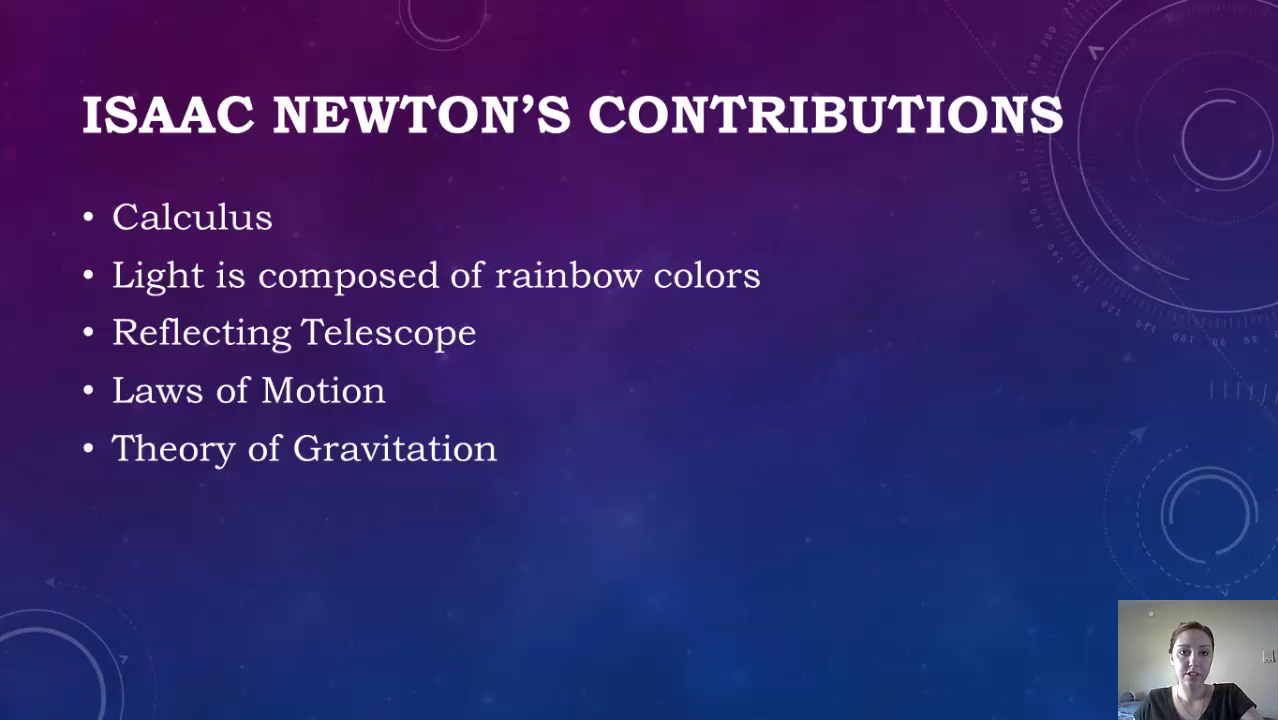 ISAAC NEWTON’S CONTRIBUTIONS
• Calculus
• Light is composed of rainbow colors
• Reflecting Telescope
• Laws of Motion
• Theory of Gravitation